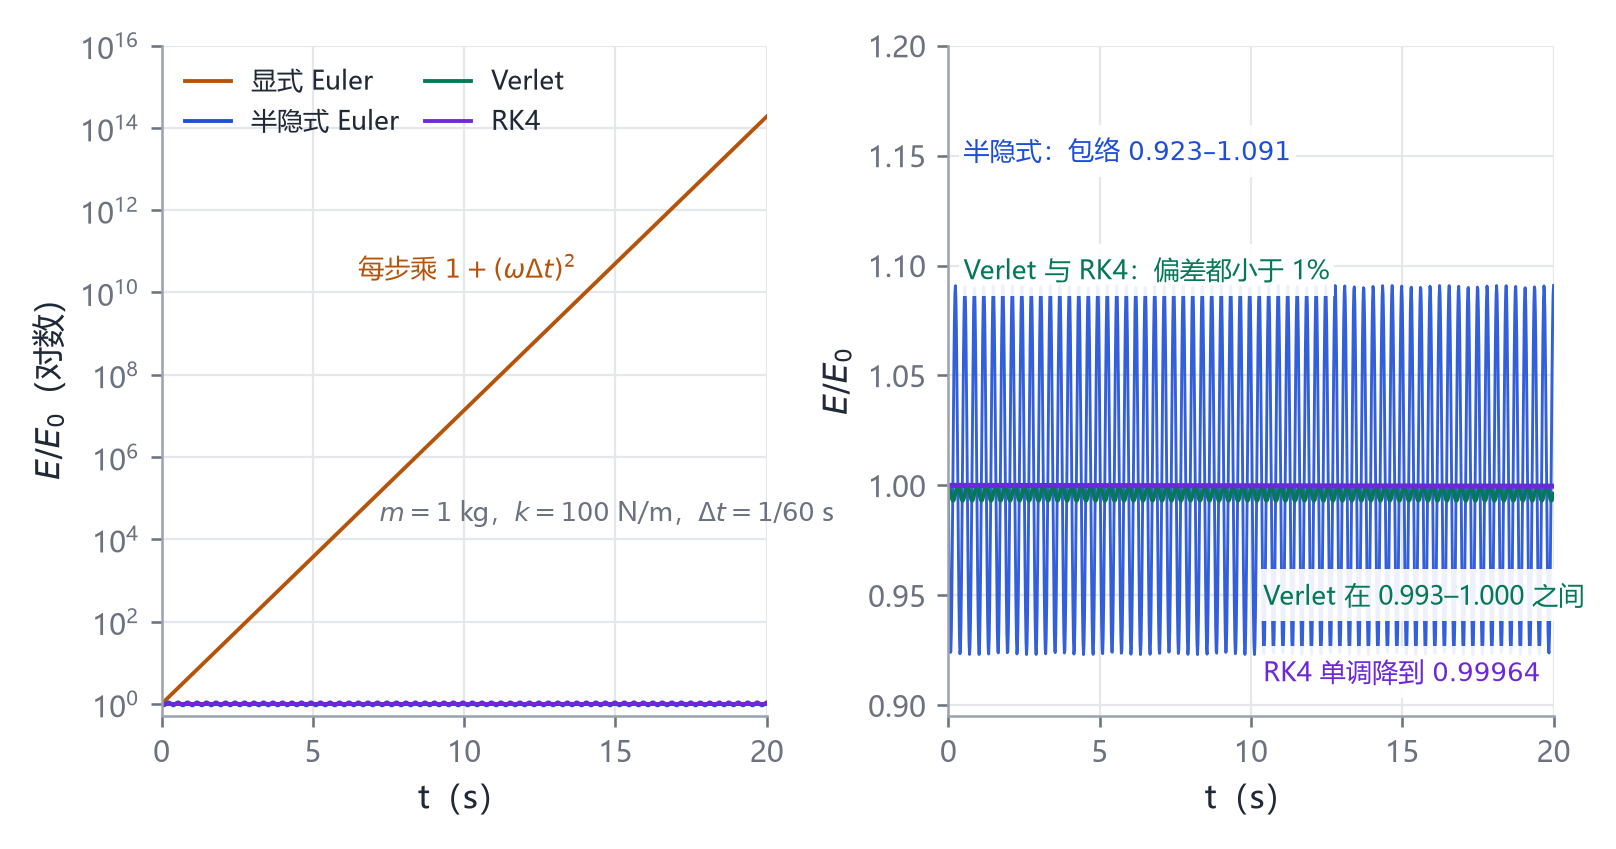 10^16
10^14
10^12
10^10
10^8
10^6
10^4
10^2
10^0
E/E₀（对数）
显式 Euler
半隐式 Euler
Verlet
RK4
每步乘 1 + (ωΔt)²
m = 1 kg, k = 100 N/m, Δt = 1/60 s
0 5 10 15 20
t（s）
1.20
1.15
1.10
1.05
1.00
0.95
0.90
E/E₀
半隐式：包络 0.923–1.091
Verlet 与 RK4：偏差都小于 1%
Verlet 在 0.993–1.000 之间
RK4 单调降到 0.99964
0 5 10 15 20
t（s）